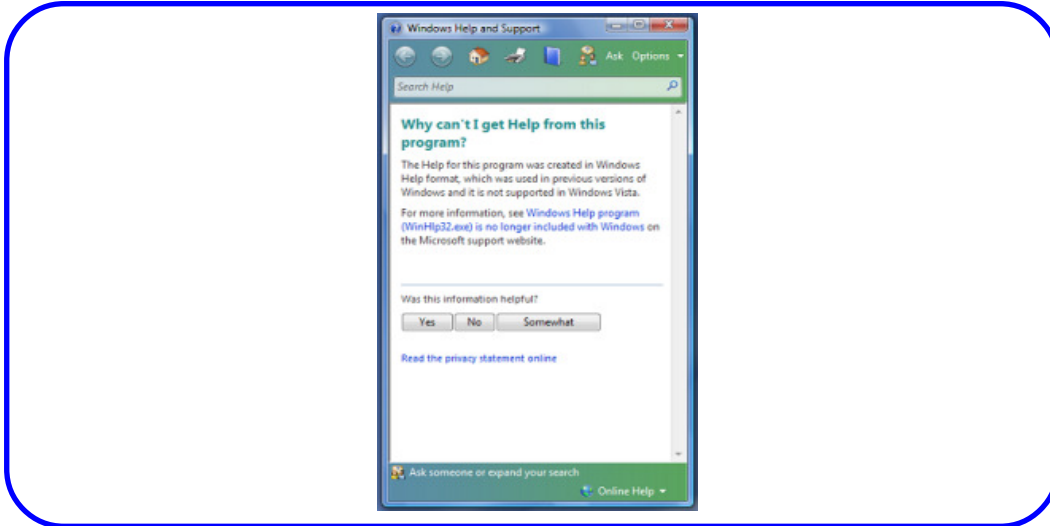 Windows Help and Support
Ask Options
Search Help
Why can't I get Help from this
program?
The Help for this program was created in Windows
Help format, which was used in previous versions of
Windows and it is not supported in Windows Vista.
For more information, see Windows Help program
(WinHlp32.exe) is no longer included with Windows on
the Microsoft support website.
Was this information helpful?
Yes No Somewhat
Read the privacy statement online
Ask someone or expand your search
Online Help